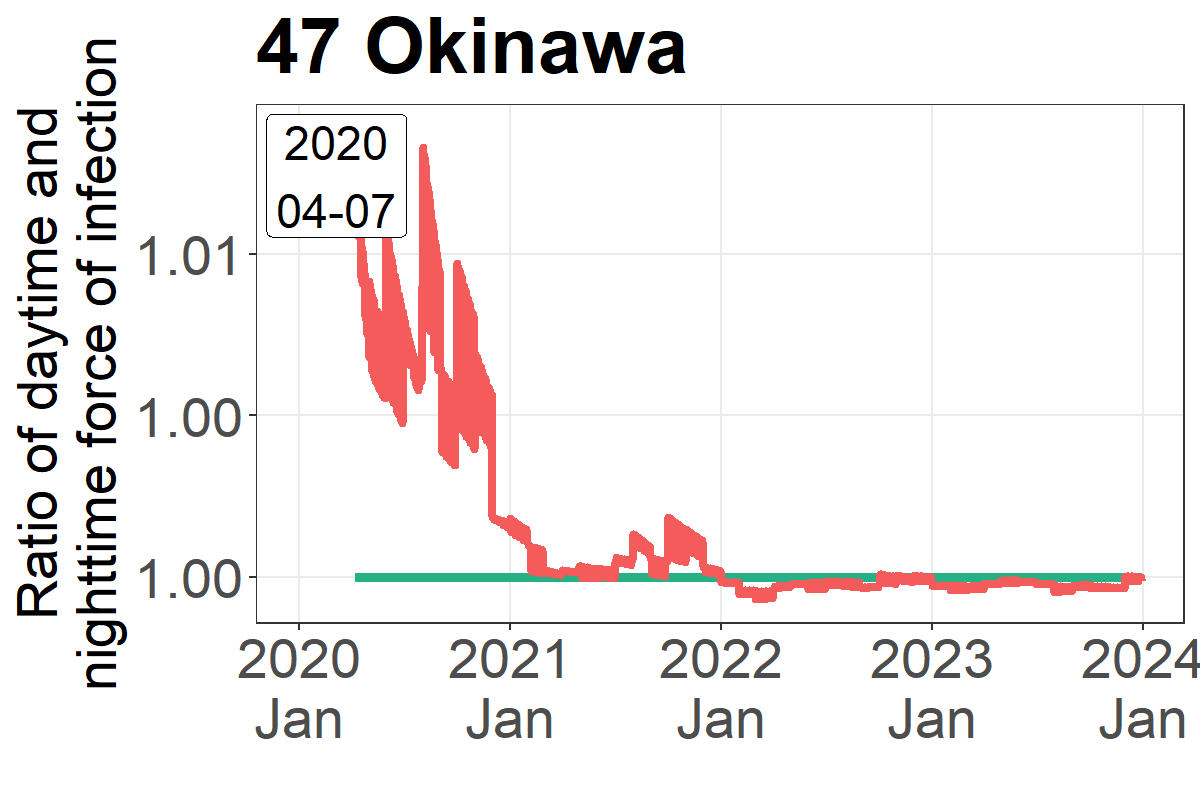 47 Okinawa
Ratio of daytime and
nighttime force of infection
2020
04-07
1.01
1.00
1.00
2020 2021 2022 2023 2024
Jan Jan Jan Jan Jan